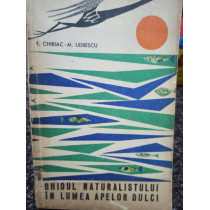 E. CHIRIAC - M. UDRESCU
GHIDUL NATURALISTULUI
ÎN LUMEA APELOR DULCI